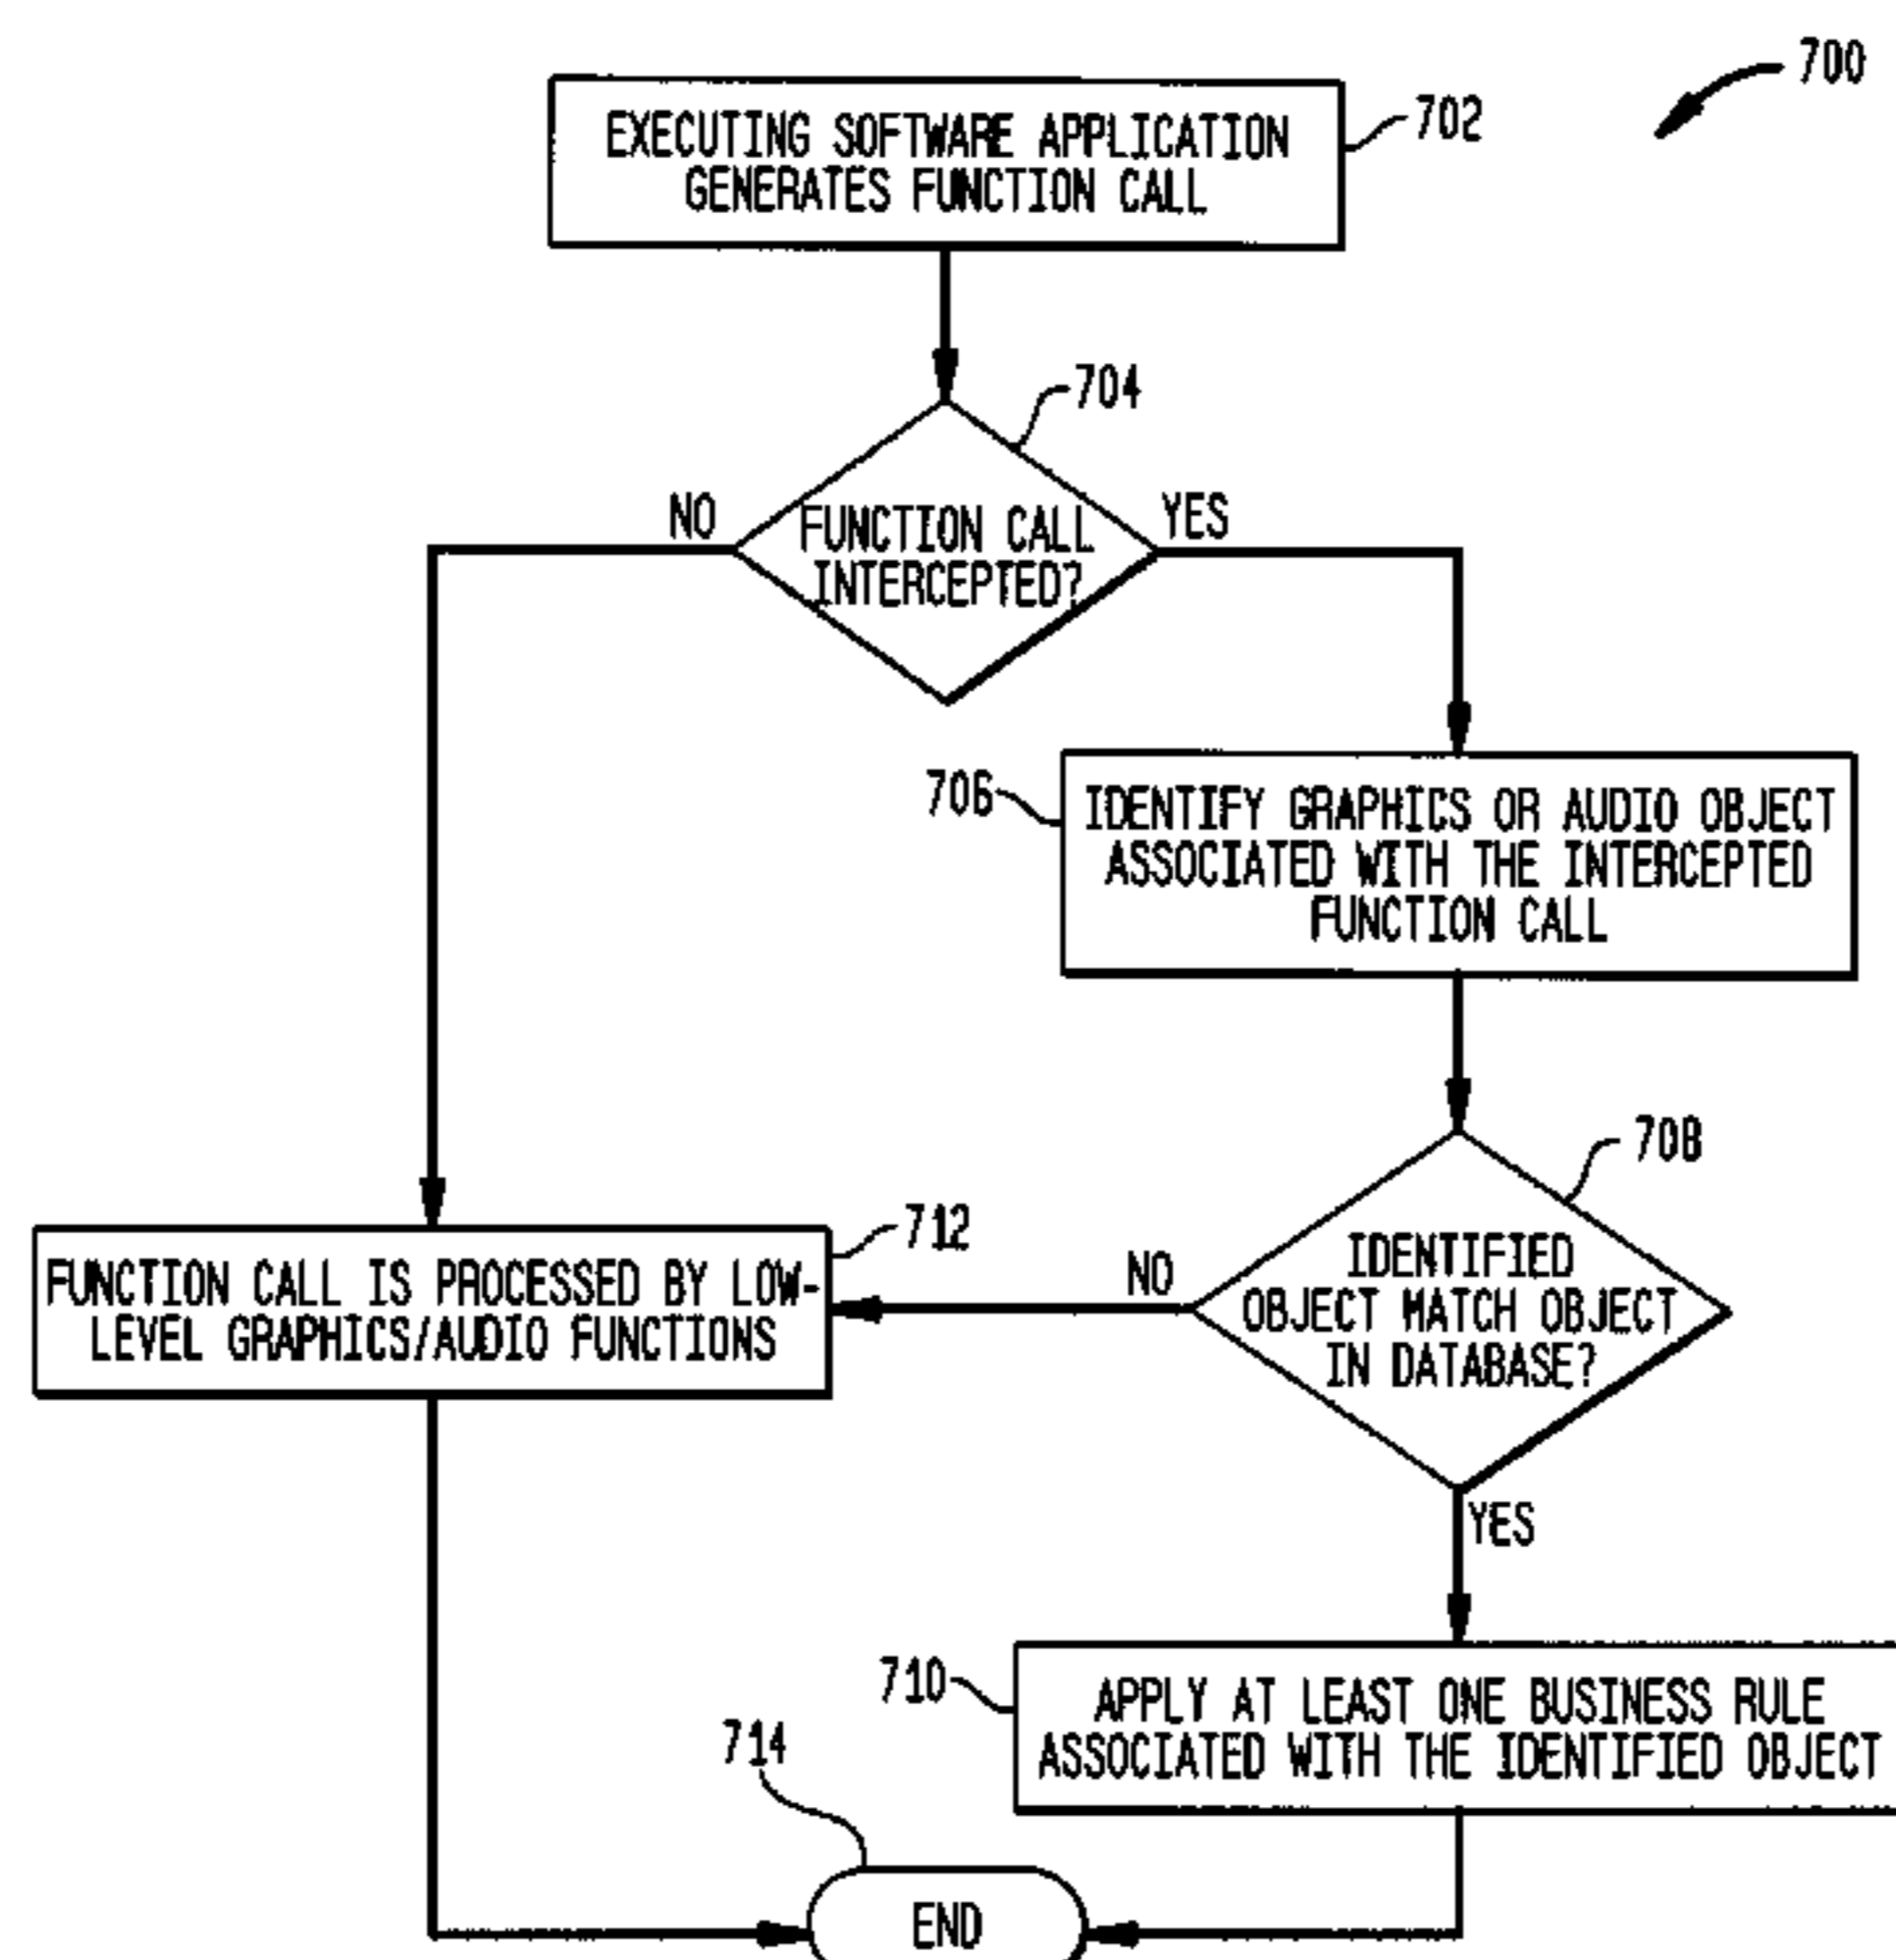 700
EXECUTING SOFTWARE APPLICATION
GENERATES FUNCTION CALL
702
704
NO
FUNCTION CALL
INTERCEPTED?
YES
706
IDENTIFY GRAPHICS OR AUDIO OBJECT
ASSOCIATED WITH THE INTERCEPTED
FUNCTION CALL
708
712
FUNCTION CALL IS PROCESSED BY LOW-
LEVEL GRAPHICS/AUDIO FUNCTIONS
NO
IDENTIFIED
OBJECT MATCH OBJECT
IN DATABASE?
YES
710
APPLY AT LEAST ONE BUSINESS RULE
ASSOCIATED WITH THE IDENTIFIED OBJECT
714
END